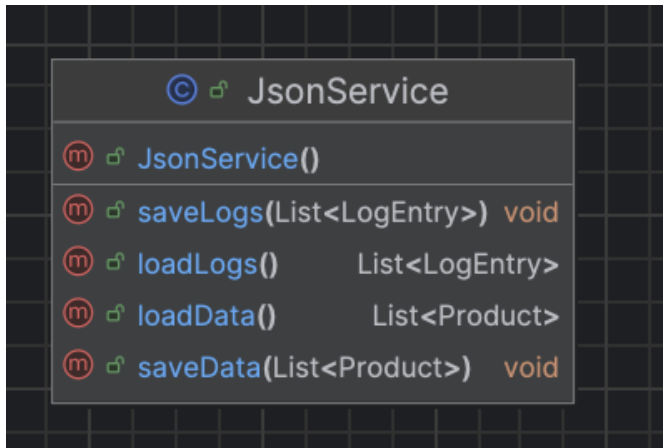 C JsonService
m JsonService()
m saveLogs(List<LogEntry>) void
m loadLogs() List<LogEntry>
m loadData() List<Product>
m saveData(List<Product>) void